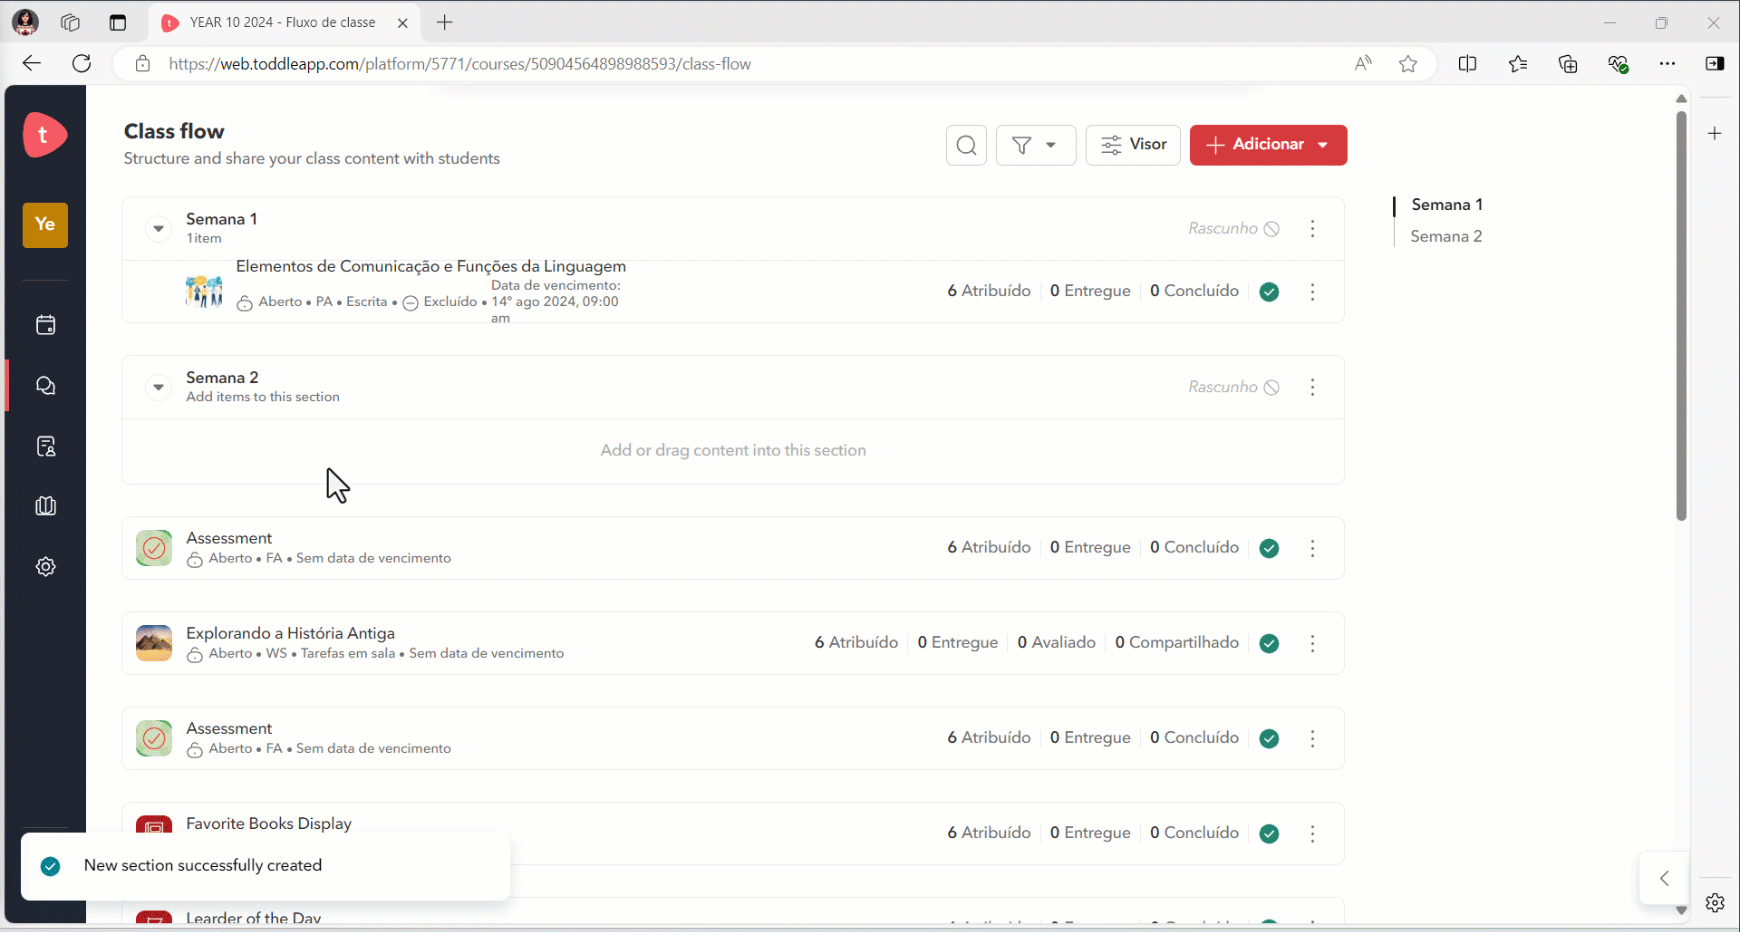 YEAR 10 2024 - Fluxo de classe
https://web.toddleapp.com/platform/5771/courses/50904564898988593/class-flow
t
Ye
Class flow
Structure and share your class content with students
Visor
Adicionar
Semana 1
1item
Rascunho
Elementos de Comunicação e Funções da Linguagem
Aberto • PA • Escrita • Excluído • Data de vencimento: 14º ago 2024, 09:00 am
6 Atribuído 0 Entregue 0 Concluído
Semana 2
Add items to this section
Rascunho
Add or drag content into this section
Assessment
Aberto • FA • Sem data de vencimento
6 Atribuído 0 Entregue 0 Concluído
Explorando a História Antiga
Aberto • WS • Tarefas em sala • Sem data de vencimento
6 Atribuído 0 Entregue 0 Avaliado 0 Compartilhado
Assessment
Aberto • FA • Sem data de vencimento
6 Atribuído 0 Entregue 0 Concluído
Favorite Books Display
6 Atribuído 0 Entregue 0 Concluído
Learder of the Day
New section successfully created
Semana 1
Semana 2